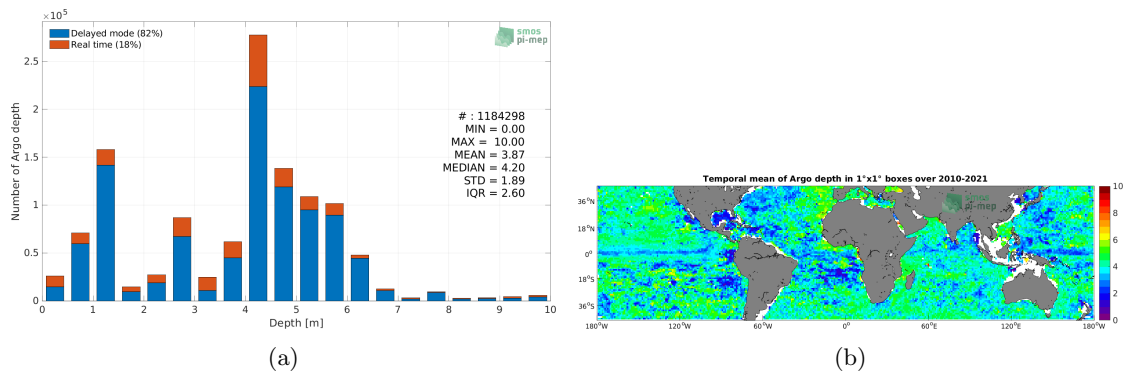 ×10⁵
Delayed mode (82%)
Real time (18%)
smos
pi-mep
2.5
2
1.5
1
0.5
0
Number of Argo depth
# : 1184298
MIN = 0.00
MAX = 10.00
MEAN = 3.87
MEDIAN = 4.20
STD = 1.89
IQR = 2.60
0 1 2 3 4 5 6 7 8 9 10
Depth [m]
(a)
Temporal mean of Argo depth in 1°x1° boxes over 2010-2021
smos
pi-mep
36°N
18°N
0°
18°S
36°S
180°W 120°W 60°W 0° 60°E 120°E 180°W
10
8
6
4
2
0
(b)